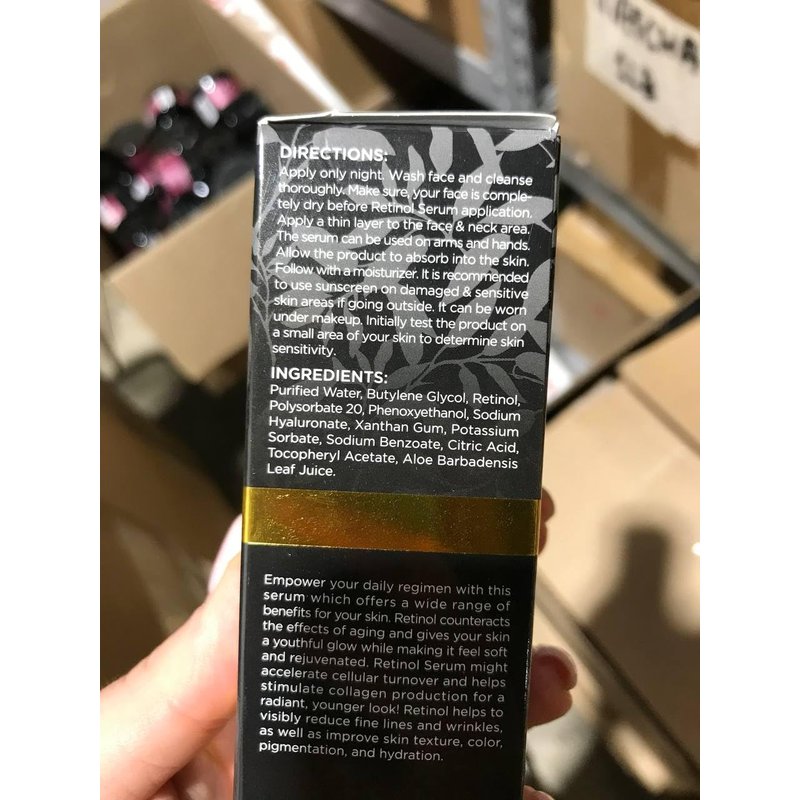 DIRECTIONS:
Apply only night. Wash face and cleanse
thoroughly. Make sure, your face is comple-
tely dry before Retinol Serum application.
Apply a thin layer to the face & neck area.
The serum can be used on arms and hands.
Allow the product to absorb into the skin.
Follow with a moisturizer. It is recommended
to use sunscreen on damaged & sensitive
skin areas if going outside. It can be worn
under makeup. Initially test the product on
a small area of your skin to determine skin
sensitivity.
INGREDIENTS:
Purified Water, Butylene Glycol, Retinol,
Polysorbate 20, Phenoxyethanol, Sodium
Hyaluronate, Xanthan Gum, Potassium
Sorbate, Sodium Benzoate, Citric Acid,
Tocopheryl Acetate, Aloe Barbadensis
Leaf Juice.
Empower your daily regimen with this
serum which offers a wide range of
benefits for your skin. Retinol counteracts
the effects of aging and gives your skin
a youthful glow while making it feel soft
and rejuvenated. Retinol Serum might
accelerate cellular turnover and helps
stimulate collagen production for a
radiant, younger look! Retinol helps to
visibly reduce fine lines and wrinkles,
as well as improve skin texture, color,
pigmentation, and hydration.